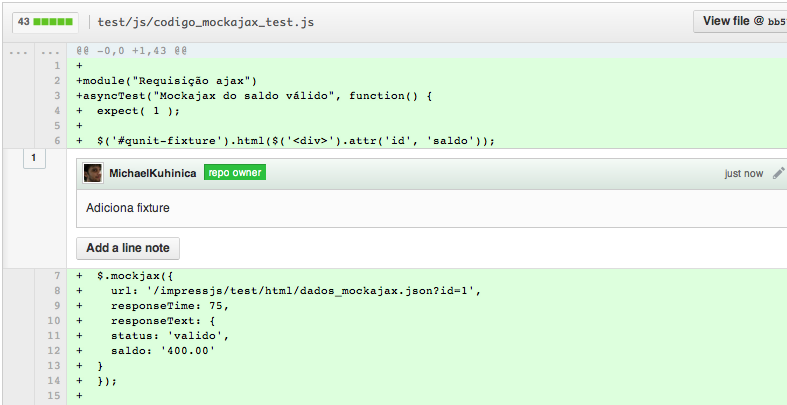 43 test/js/codigo_mockajax_test.js View file @ bb5
... ... @@ -0,0 +1,43 @@
1 +
2 +module("Requisição ajax")
3 +asyncTest("Mockajax do saldo válido", function() {
4 +  expect( 1 );
5 +
6 +  $('#qunit-fixture').html($('<div>').attr('id', 'saldo'));
1 MichaelKuhinica repo owner just now
Adiciona fixture
Add a line note
7 +  $.mockjax({
8 +    url: '/impressjs/test/html/dados_mockajax.json?id=1',
9 +    responseTime: 75,
10 +    responseText: {
11 +    status: 'valido',
12 +    saldo: '400.00'
13 +  }
14 +  });
15 +